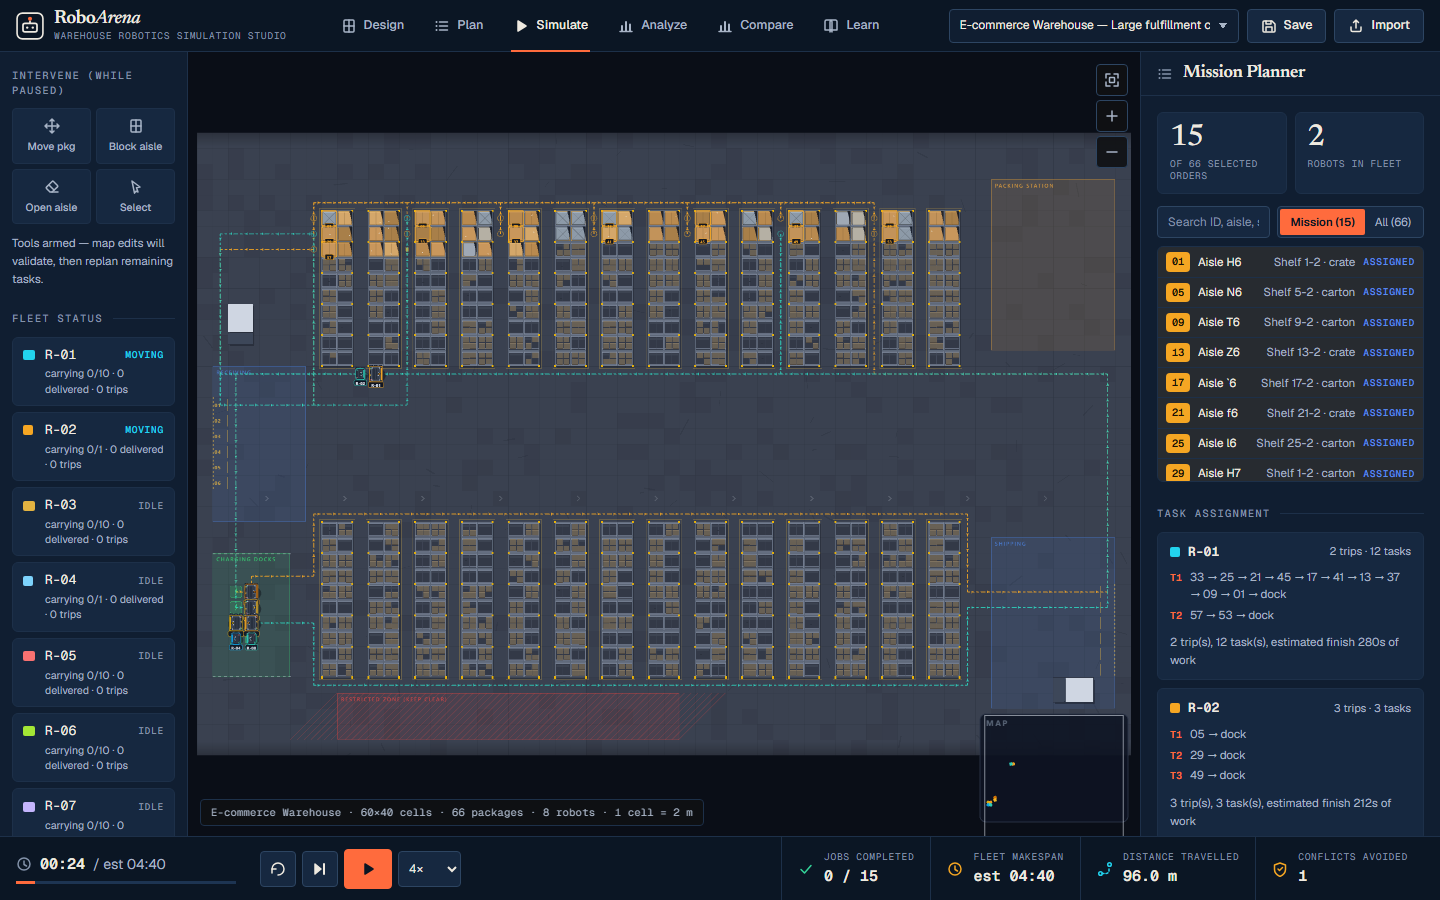 RoboArena
WAREHOUSE ROBOTICS SIMULATION STUDIO
Design
Plan
Simulate
Analyze
Compare
Learn
E-commerce Warehouse — Large fulfillment c
Save
Import
INTERVENE (WHILE
PAUSED)
Move pkg
Block aisle
Open aisle
Select
Tools armed — map edits will
validate, then replan remaining
tasks.
FLEET STATUS
R-01
MOVING
carrying 0/10 · 0
delivered · 0 trips
R-02
MOVING
carrying 0/1 · 0 delivered
· 0 trips
R-03
IDLE
carrying 0/10 · 0
delivered · 0 trips
R-04
IDLE
carrying 0/1 · 0 delivered
· 0 trips
R-05
IDLE
carrying 0/10 · 0
delivered · 0 trips
R-06
IDLE
carrying 0/10 · 0
delivered · 0 trips
R-07
IDLE
carrying 0/10 · 0
PACKING STATION
CHARGING DOCKS
SHIPPING
RESTRICTED ZONE (KEEP CLEAR)
MAP
E-commerce Warehouse · 60×40 cells · 66 packages · 8 robots · 1 cell = 2 m
Mission Planner
15
OF 66 SELECTED
ORDERS
2
ROBOTS IN FLEET
Search ID, aisle, s
Mission (15)
All (66)
01 Aisle H6 Shelf 1-2 · crate ASSIGNED
05 Aisle N6 Shelf 5-2 · carton ASSIGNED
09 Aisle T6 Shelf 9-2 · carton ASSIGNED
13 Aisle Z6 Shelf 13-2 · crate ASSIGNED
17 Aisle `6 Shelf 17-2 · carton ASSIGNED
21 Aisle f6 Shelf 21-2 · crate ASSIGNED
25 Aisle l6 Shelf 25-2 · carton ASSIGNED
29 Aisle H7 Shelf 1-2 · carton ASSIGNED
TASK ASSIGNMENT
R-01
2 trips · 12 tasks
T1 33 → 25 → 21 → 45 → 17 → 41 → 13 → 37
→ 09 → 01 → dock
T2 57 → 53 → dock
2 trip(s), 12 task(s), estimated finish 280s of
work
R-02
3 trips · 3 tasks
T1 05 → dock
T2 29 → dock
T3 49 → dock
3 trip(s), 3 task(s), estimated finish 212s of
work
00:24 / est 04:40
4×
JOBS COMPLETED
0 / 15
FLEET MAKESPAN
est 04:40
DISTANCE TRAVELLED
96.0 m
CONFLICTS AVOIDED
1